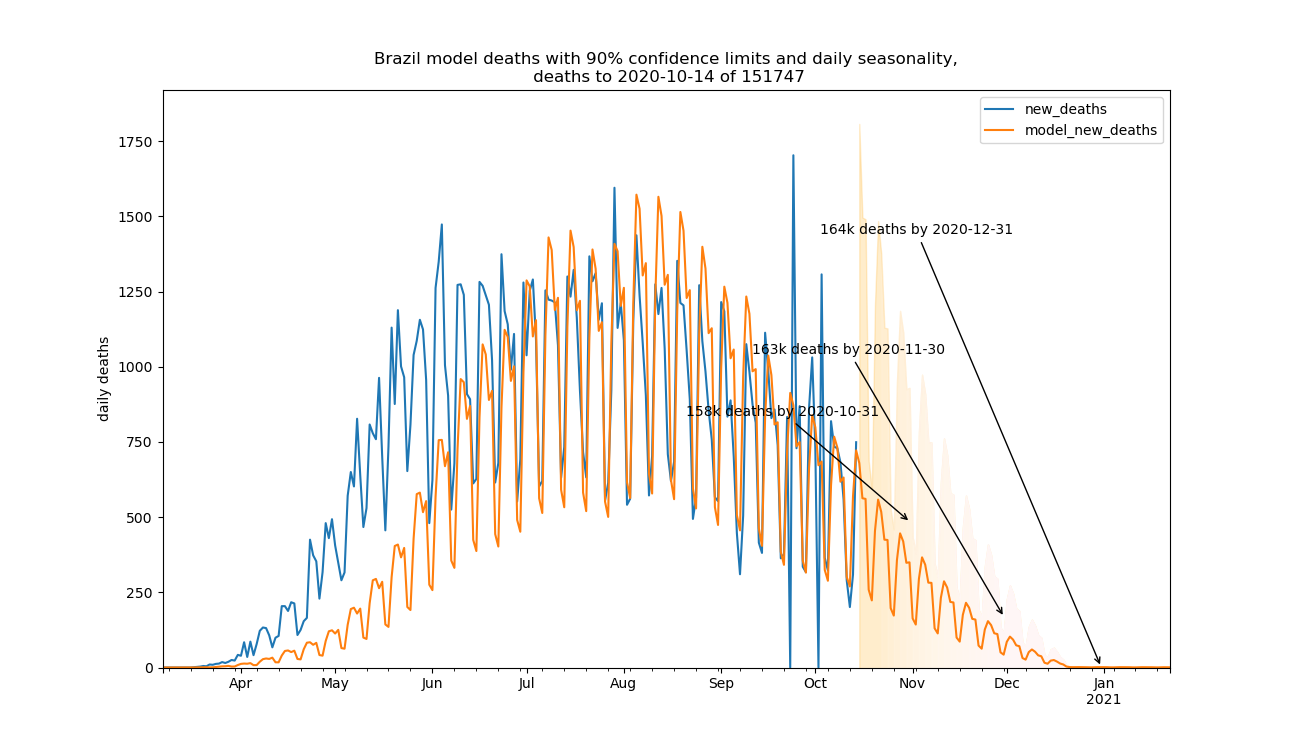 Brazil model deaths with 90% confidence limits and daily seasonality,
deaths to 2020-10-14 of 151747
new_deaths
model_new_deaths
daily deaths
1750
1500
1250
1000
750
500
250
0
164k deaths by 2020-12-31
163k deaths by 2020-11-30
158k deaths by 2020-10-31
Apr May Jun Jul Aug Sep Oct Nov Dec Jan
2021